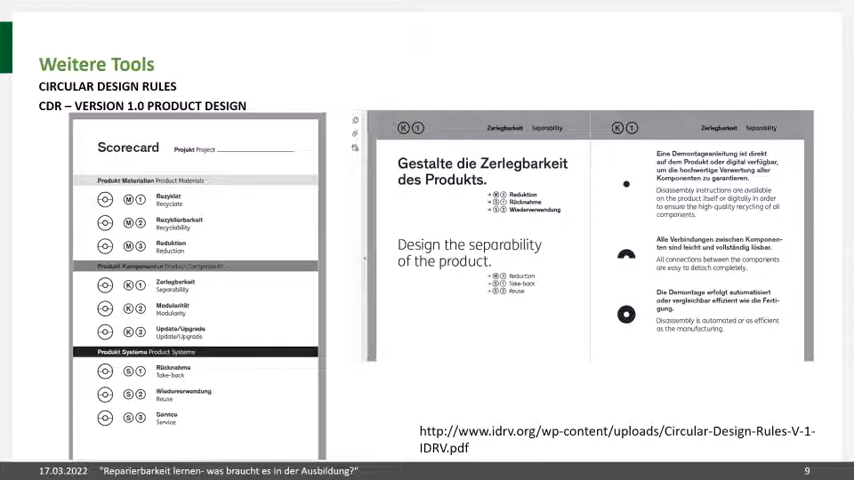 Weitere Tools
CIRCULAR DESIGN RULES
CDR – VERSION 1.0 PRODUCT DESIGN
Scorecard Projekt Project
Produkt Materialien Product Materials
M 1 Rezyklat
Recyclate
M 2 Rezyklierbarkeit
Recyclability
M 3 Reduktion
Reduction
Produkt Komponenten Product Components
K 1 Zerlegbarkeit
Separability
K 2 Modularität
Modularity
K 3 Update/Upgrade
Update/Upgrade
Produkt Systeme Product Systems
S 1 Rücknahme
Take-back
S 2 Wiederverwendung
Reuse
S 3 Service
Service
K 1 Zerlegbarkeit Separability
Gestalte die Zerlegbarkeit
des Produkts.
→ M 3 Reduktion
→ S 1 Rücknahme
→ S 2 Wiederverwendung
Design the separability
of the product.
→ M 3 Reduction
→ S 1 Take-back
→ S 2 Reuse
K 1 Zerlegbarkeit Separability
Eine Demontageanleitung ist direkt
auf dem Produkt oder digital verfügbar,
um die hochwertige Verwertung aller
Komponenten zu garantieren.
Disassembly instructions are available
on the product itself or digitally in order
to ensure the high-quality recycling of all
components.
Alle Verbindungen zwischen Komponen-
ten sind leicht und vollständig lösbar.
All connections between the components
are easy to detach completely.
Die Demontage erfolgt automatisiert
oder vergleichbar effizient wie die Ferti-
gung.
Disassembly is automated or as efficient
as the manufacturing.
http://www.idrv.org/wp-content/uploads/Circular-Design-Rules-V-1-
IDRV.pdf
17.03.2022 "Reparierbarkeit lernen- was braucht es in der Ausbildung?" 9